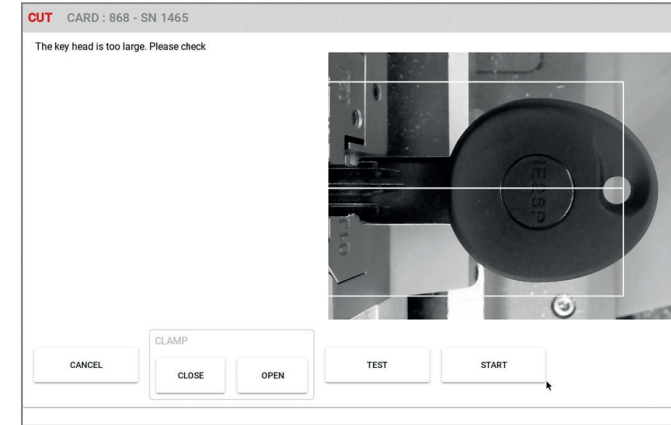 CUT CARD : 868 - SN 1465
The key head is too large. Please check
CLAMP
CANCEL
CLOSE
OPEN
TEST
START